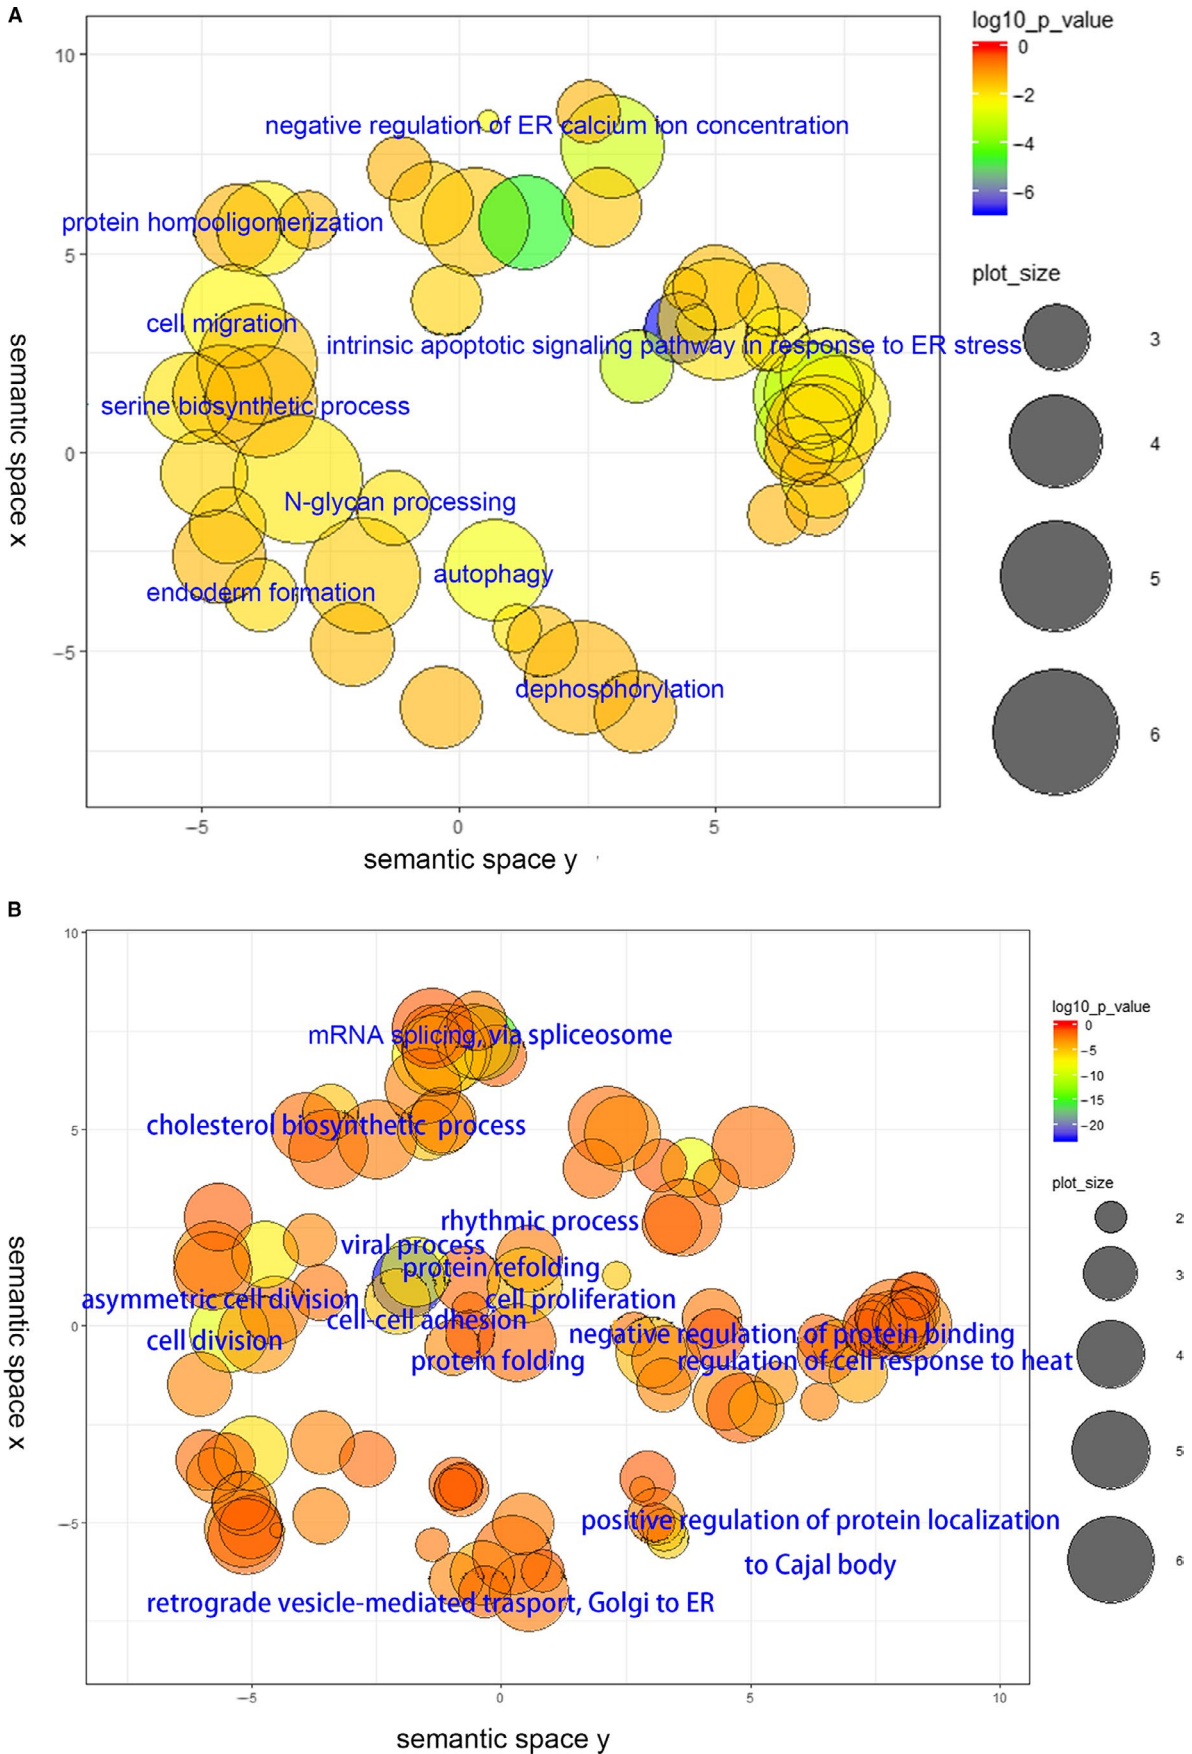 A
log10_p_value
0
−2
−4
−6
plot_size
3
4
5
6
10
5
0
−5
semantic space x
negative regulation of ER calcium ion concentration
protein homooligomerization
cell migration
intrinsic apoptotic signaling pathway in response to ER stress
serine biosynthetic process
N-glycan processing
autophagy
endoderm formation
dephosphorylation
−5
0
5
semantic space y
B
10
5
0
−5
semantic space x
mRNA splicing, via spliceosome
cholesterol biosynthetic process
rhythmic process
viral process
protein refolding
asymmetric cell division
cell proliferation
cell-cell adhesion
cell division
negative regulation of protein binding
protein folding
regulation of cell response to heat
positive regulation of protein localization
to Cajal body
retrograde vesicle-mediated trasport, Golgi to ER
−5
0
5
10
semantic space y
log10_p_value
0
−5
−10
−15
−20
plot_size
3
4
5
6